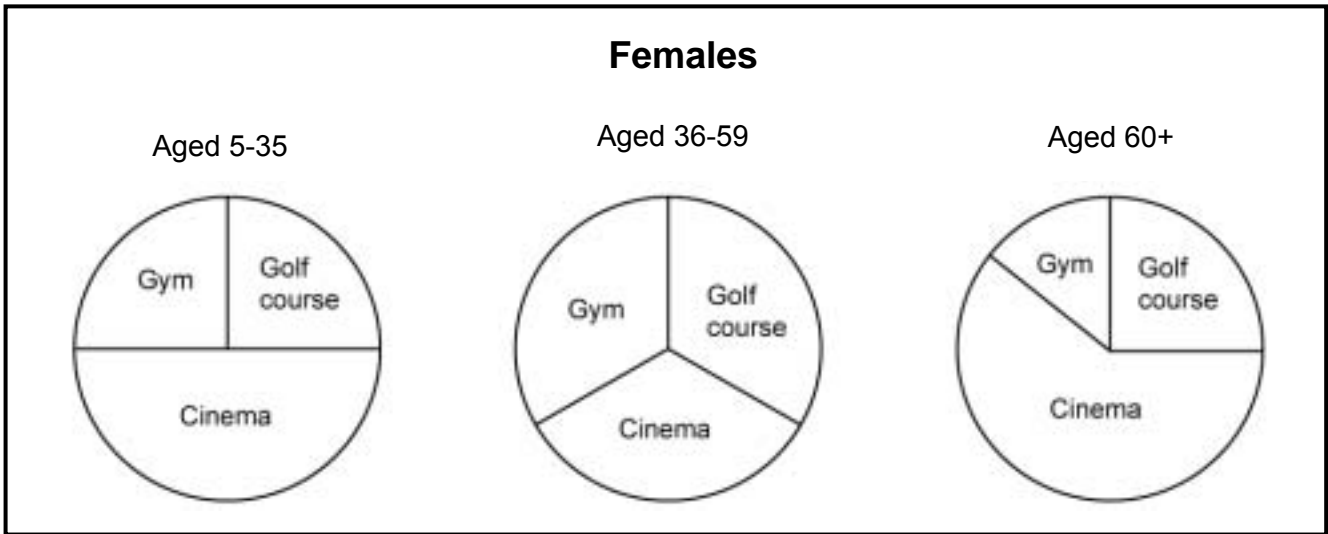 Females
Aged 5-35
Aged 36-59
Aged 60+
Gym
Golf
course
Cinema
Gym
Golf
course
Cinema
Gym
Golf
course
Cinema